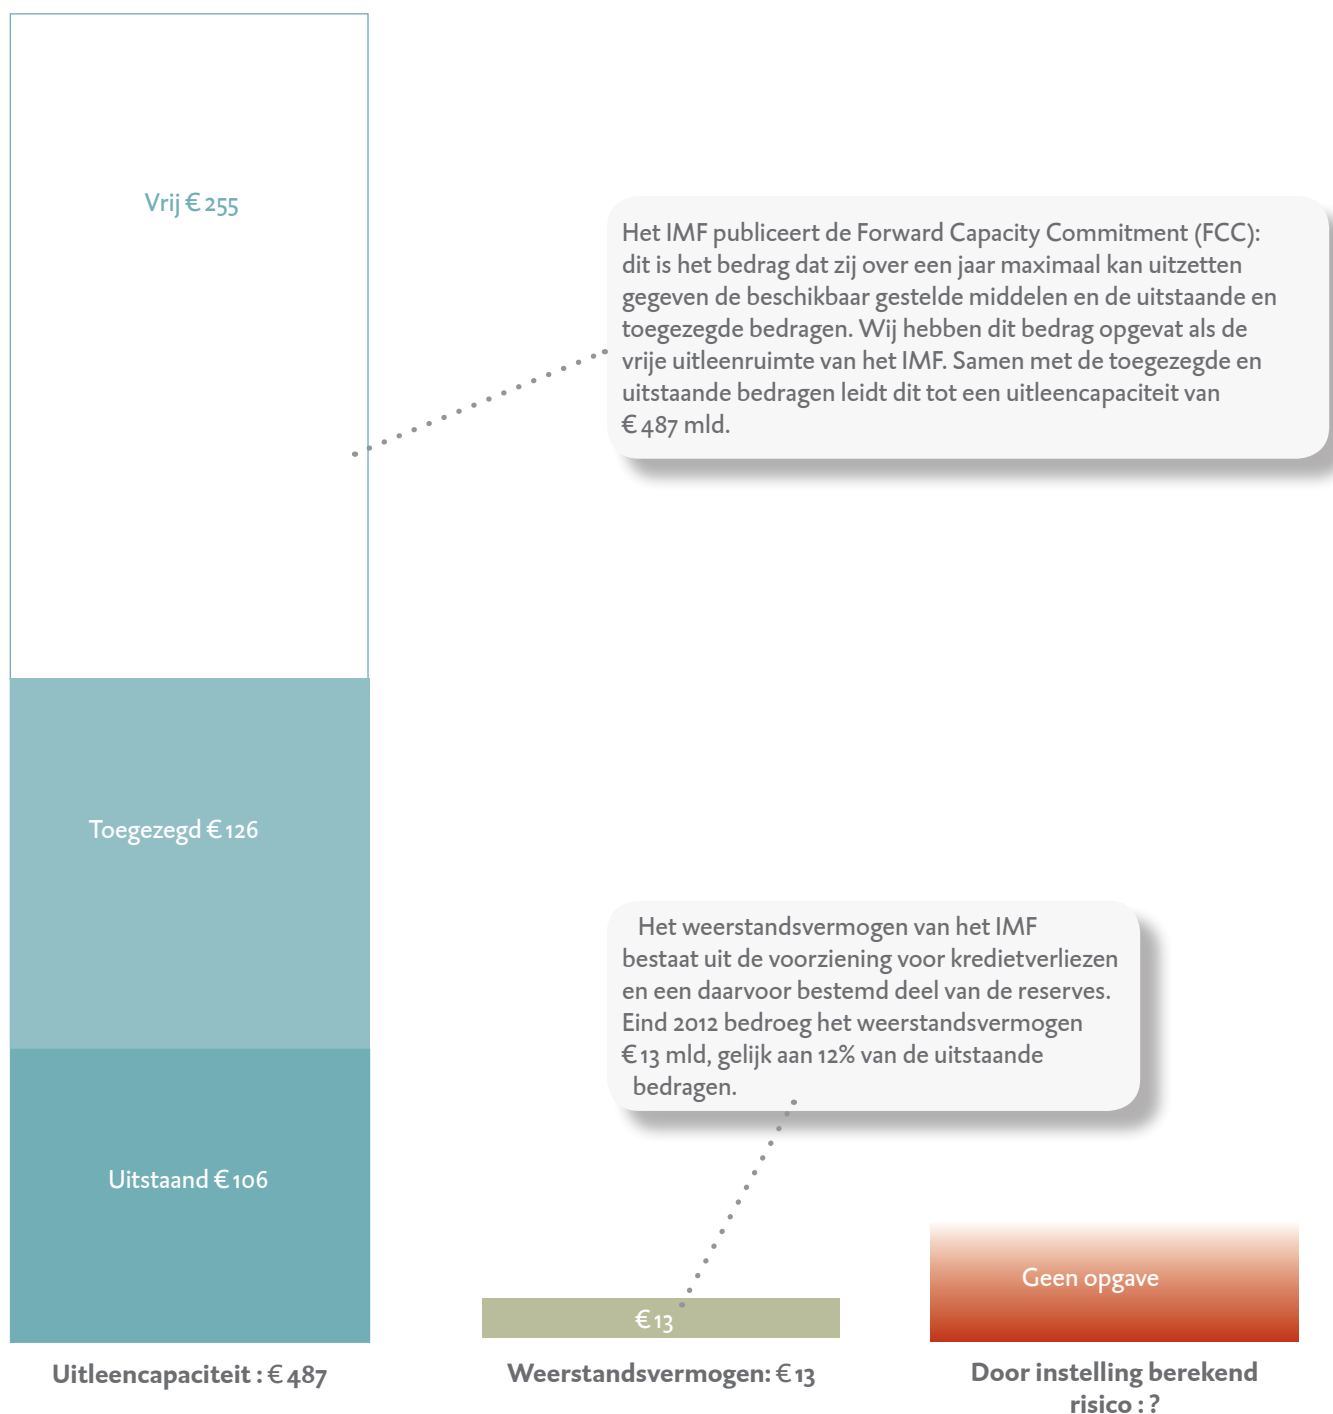 Vrij € 255
Het IMF publiceert de Forward Capacity Commitment (FCC):
dit is het bedrag dat zij over een jaar maximaal kan uitzetten
gegeven de beschikbaar gestelde middelen en de uitstaande en
toegezegde bedragen. Wij hebben dit bedrag opgevat als de
vrije uitleenruimte van het IMF. Samen met de toegezegde en
uitstaande bedragen leidt dit tot een uitleencapaciteit van
€ 487 mld.
Toegezegd € 126
Het weerstandsvermogen van het IMF
bestaat uit de voorziening voor kredietverliezen
en een daarvoor bestemd deel van de reserves.
Eind 2012 bedroeg het weerstandsvermogen
€ 13 mld, gelijk aan 12% van de uitstaande
bedragen.
Uitstaand € 106
Geen opgave
€ 13
Uitleencapaciteit : € 487
Weerstandsvermogen: € 13
Door instelling berekend
risico : ?